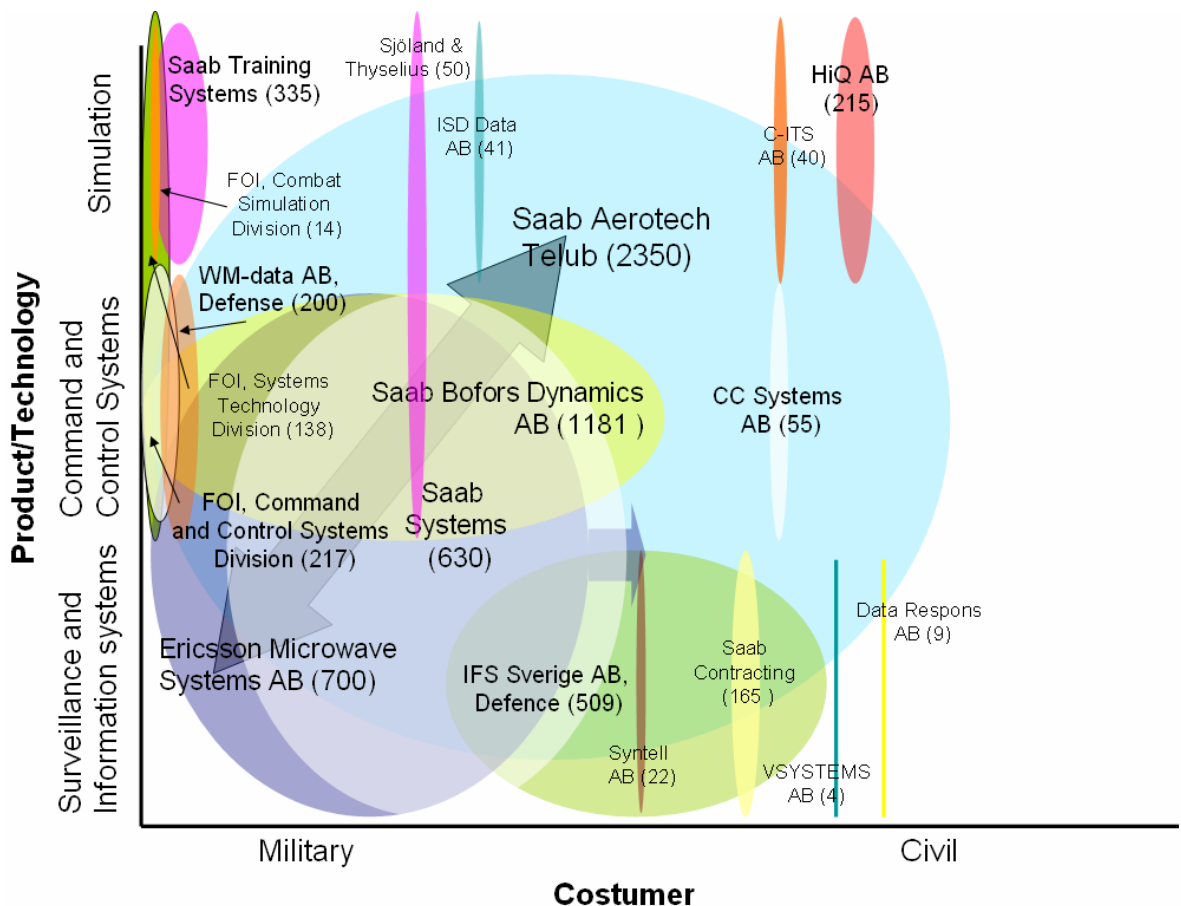 Product/Technology
Simulation
Command and
Control Systems
Surveillance and
Information systems
Saab Training
Systems (335)
Sjöland &
Thyselius (50)
ISD Data
AB (41)
C-ITS
AB (40)
HiQ AB
(215)
FOI, Combat
Simulation
Division (14)
Saab Aerotech
Telub (2350)
WM-data AB,
Defense (200)
FOI, Systems
Technology
Division (138)
Saab Bofors Dynamics
AB (1181 )
CC Systems
AB (55)
FOI, Command
and Control Systems
Division (217)
Saab
Systems
(630)
Ericsson Microwave
Systems AB (700)
IFS Sverige AB,
Defence (509)
Saab
Contracting
(165 )
Data Respons
AB (9)
Syntell
AB (22)
VSYSTEMS
AB (4)
Military
Civil
Costumer